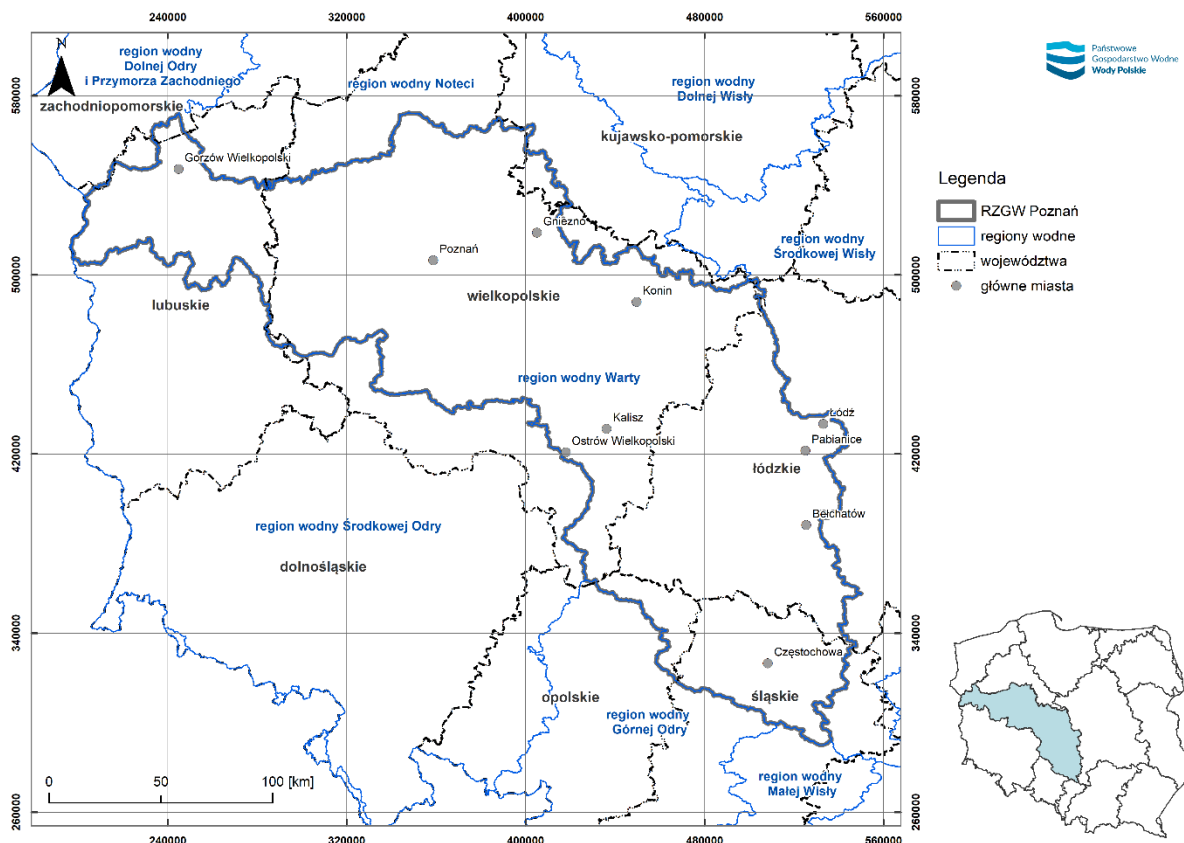 240000
320000
400000
480000
560000
region wodny
Dolnej Odry
i Przymorza Zachodniego
N
region wodny Noteci
region wodny
Dolnej Wisły
Państwowe
Gospodarstwo Wodne
Wody Polskie
580000
580000
zachodniopomorskie
kujawsko-pomorskie
Gorzów Wielkopolski
Legenda
RZGW Poznań
regiony wodne
województwa
główne miasta
Gniezno
Poznań
region wodny
Środkowej Wisły
500000
500000
lubuskie
wielkopolskie
Konin
region wodny Warty
Kalisz
Łódź
Ostrów Wielkopolski
Pabianice
420000
420000
łódzkie
Bełchatów
region wodny Środkowej Odry
dolnośląskie
340000
340000
Częstochowa
opolskie
śląskie
region wodny
Górnej Odry
region wodny
Małej Wisły
0
50
100 [km]
260000
260000
240000
320000
400000
480000
560000